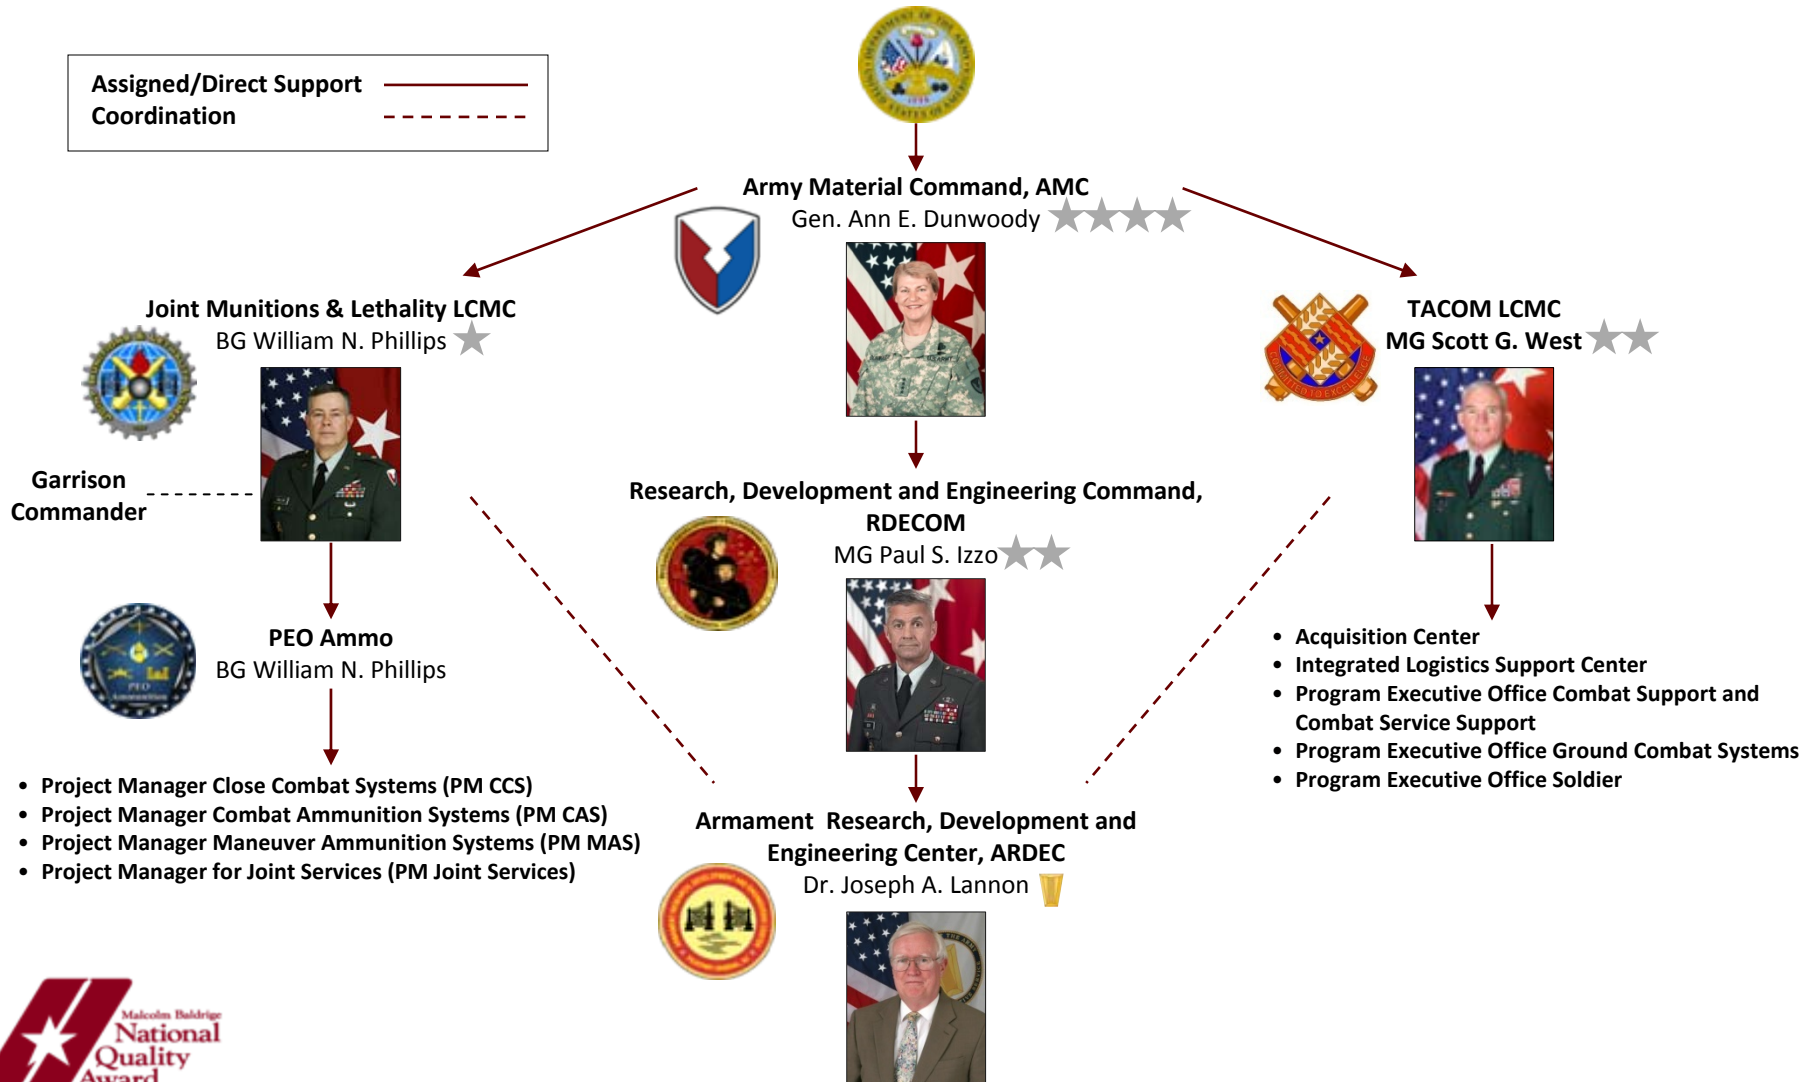 Assigned/Direct Support
Coordination
Army Material Command, AMC
Gen. Ann E. Dunwoody
Joint Munitions & Lethality LCMC
BG William N. Phillips
TACOM LCMC
MG Scott G. West
COMMITTED TO EXCELLENCE
Garrison
Commander
Research, Development and Engineering Command,
RDECOM
MG Paul S. Izzo
PEO Ammo
BG William N. Phillips
PEO
Ammunition
• Acquisition Center
• Integrated Logistics Support Center
• Program Executive Office Combat Support and
Combat Service Support
• Program Executive Office Ground Combat Systems
• Program Executive Office Soldier
• Project Manager Close Combat Systems (PM CCS)
• Project Manager Combat Ammunition Systems (PM CAS)
• Project Manager Maneuver Ammunition Systems (PM MAS)
• Project Manager for Joint Services (PM Joint Services)
Armament  Research, Development and
Engineering Center, ARDEC
Dr. Joseph A. Lannon
Malcolm Baldrige
National
Quality
Award